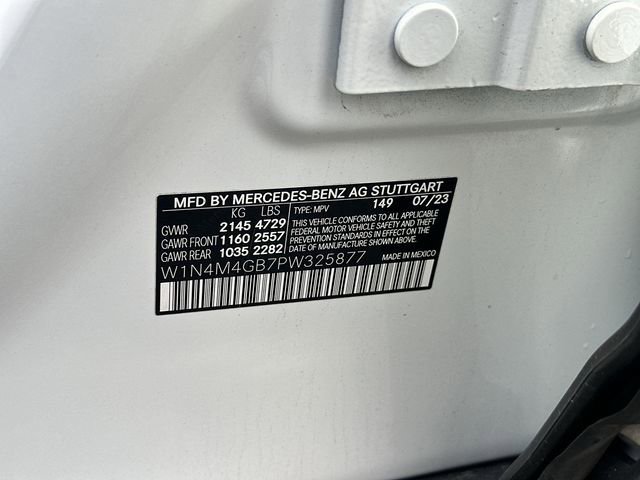 MFD BY MERCEDES-BENZ AG STUTTGART
KG LBS TYPE: MPV 149 07/23
GVWR 2145 4729
GAWR FRONT 1160 2557
GAWR REAR 1035 2282
THIS VEHICLE CONFORMS TO ALL APPLICABLE
FEDERAL MOTOR VEHICLE SAFETY AND THEFT
PREVENTION STANDARDS IN EFFECT ON THE
DATE OF MANUFACTURE SHOWN ABOVE.
W1N4M4GB7PW325877 MADE IN MEXICO